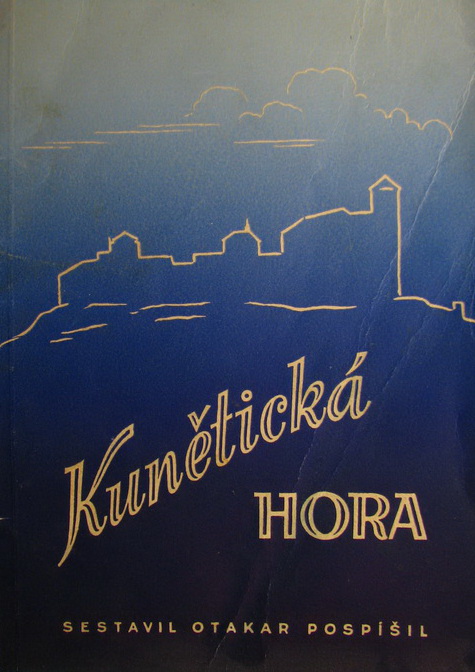 Kunětická
HORA
SESTAVIL OTAKAR POSPÍŠIL